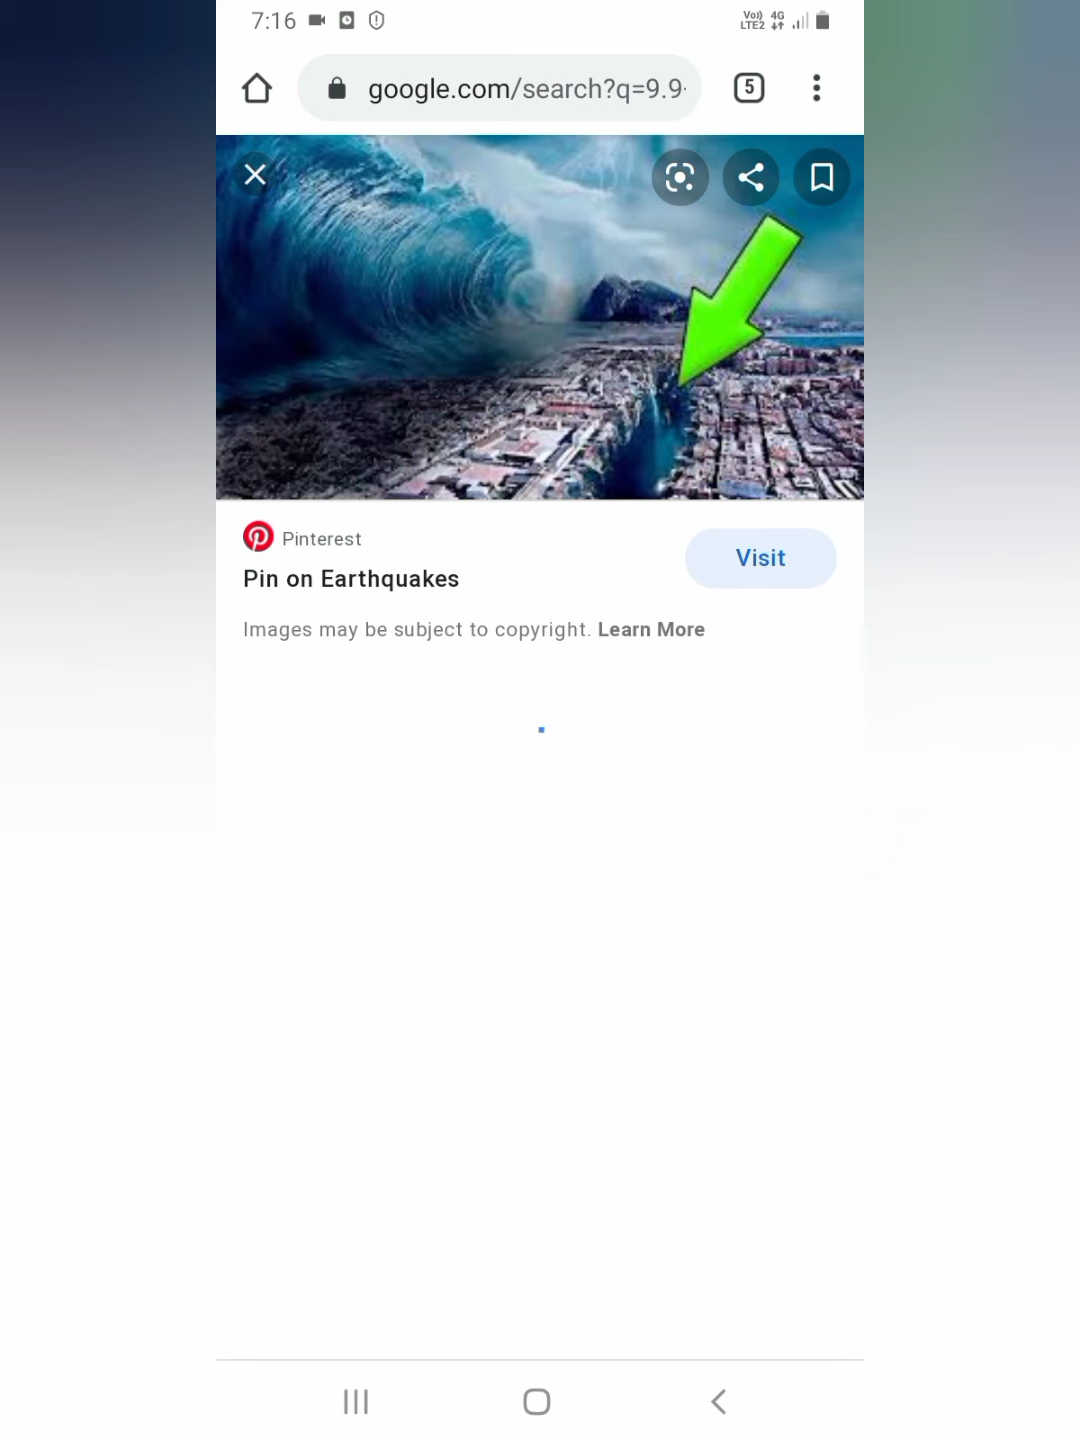 7:16
Vo)) 4G
LTE2
google.com/search?q=9.9
5
Pinterest
Visit
Pin on Earthquakes
Images may be subject to copyright. Learn More